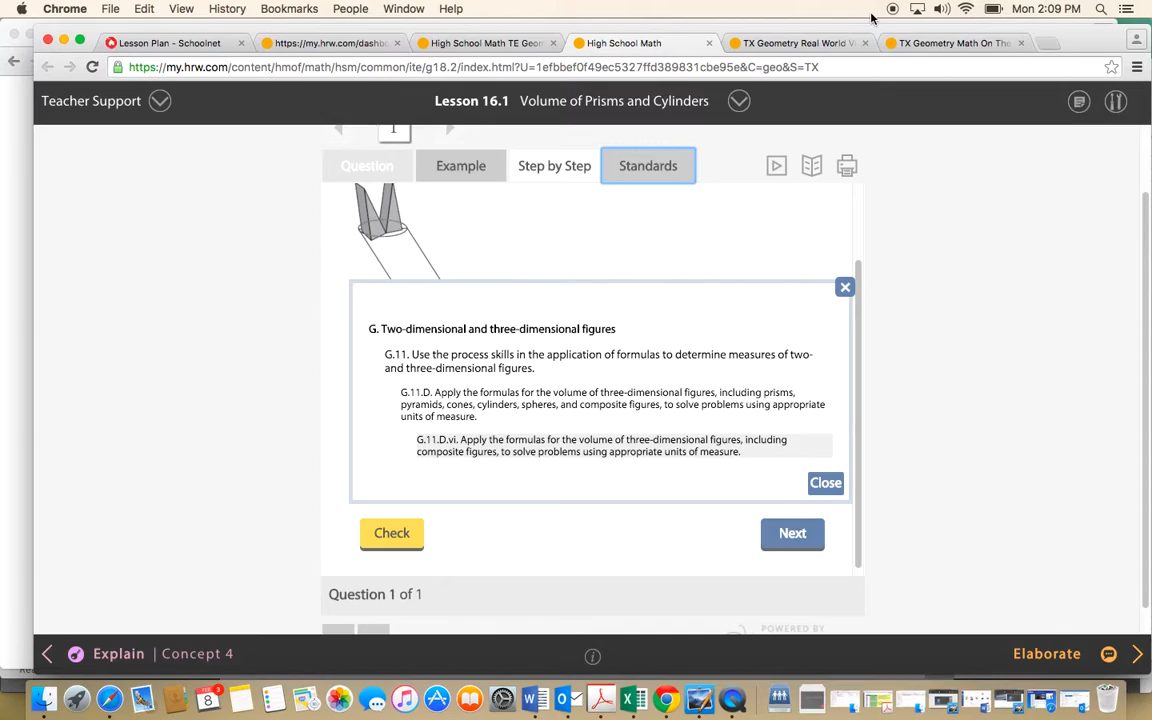 Chrome File Edit View History Bookmarks People Window Help Mon 2:09 PM
Lesson Plan - Schoolnet https://my.hrw.com/dashbo High School Math TE Geom High School Math TX Geometry Real World V TX Geometry Math On The
https://my.hrw.com/content/hmof/math/hsm/common/ite/g18.2/index.html?U=1efbbef0f49ec5327ffd389831cbe95e&C=geo&S=TX
Teacher Support Lesson 16.1 Volume of Prisms and Cylinders
1
Question Example Step by Step Standards
G. Two-dimensional and three-dimensional figures
G.11. Use the process skills in the application of formulas to determine measures of two-
and three-dimensional figures.
G.11.D. Apply the formulas for the volume of three-dimensional figures, including prisms,
pyramids, cones, cylinders, spheres, and composite figures, to solve problems using appropriate
units of measure.
G.11.D.vi. Apply the formulas for the volume of three-dimensional figures, including
composite figures, to solve problems using appropriate units of measure.
Close
Check Next
Question 1 of 1
POWERED BY
Explain | Concept 4 Elaborate
FEB 8 3